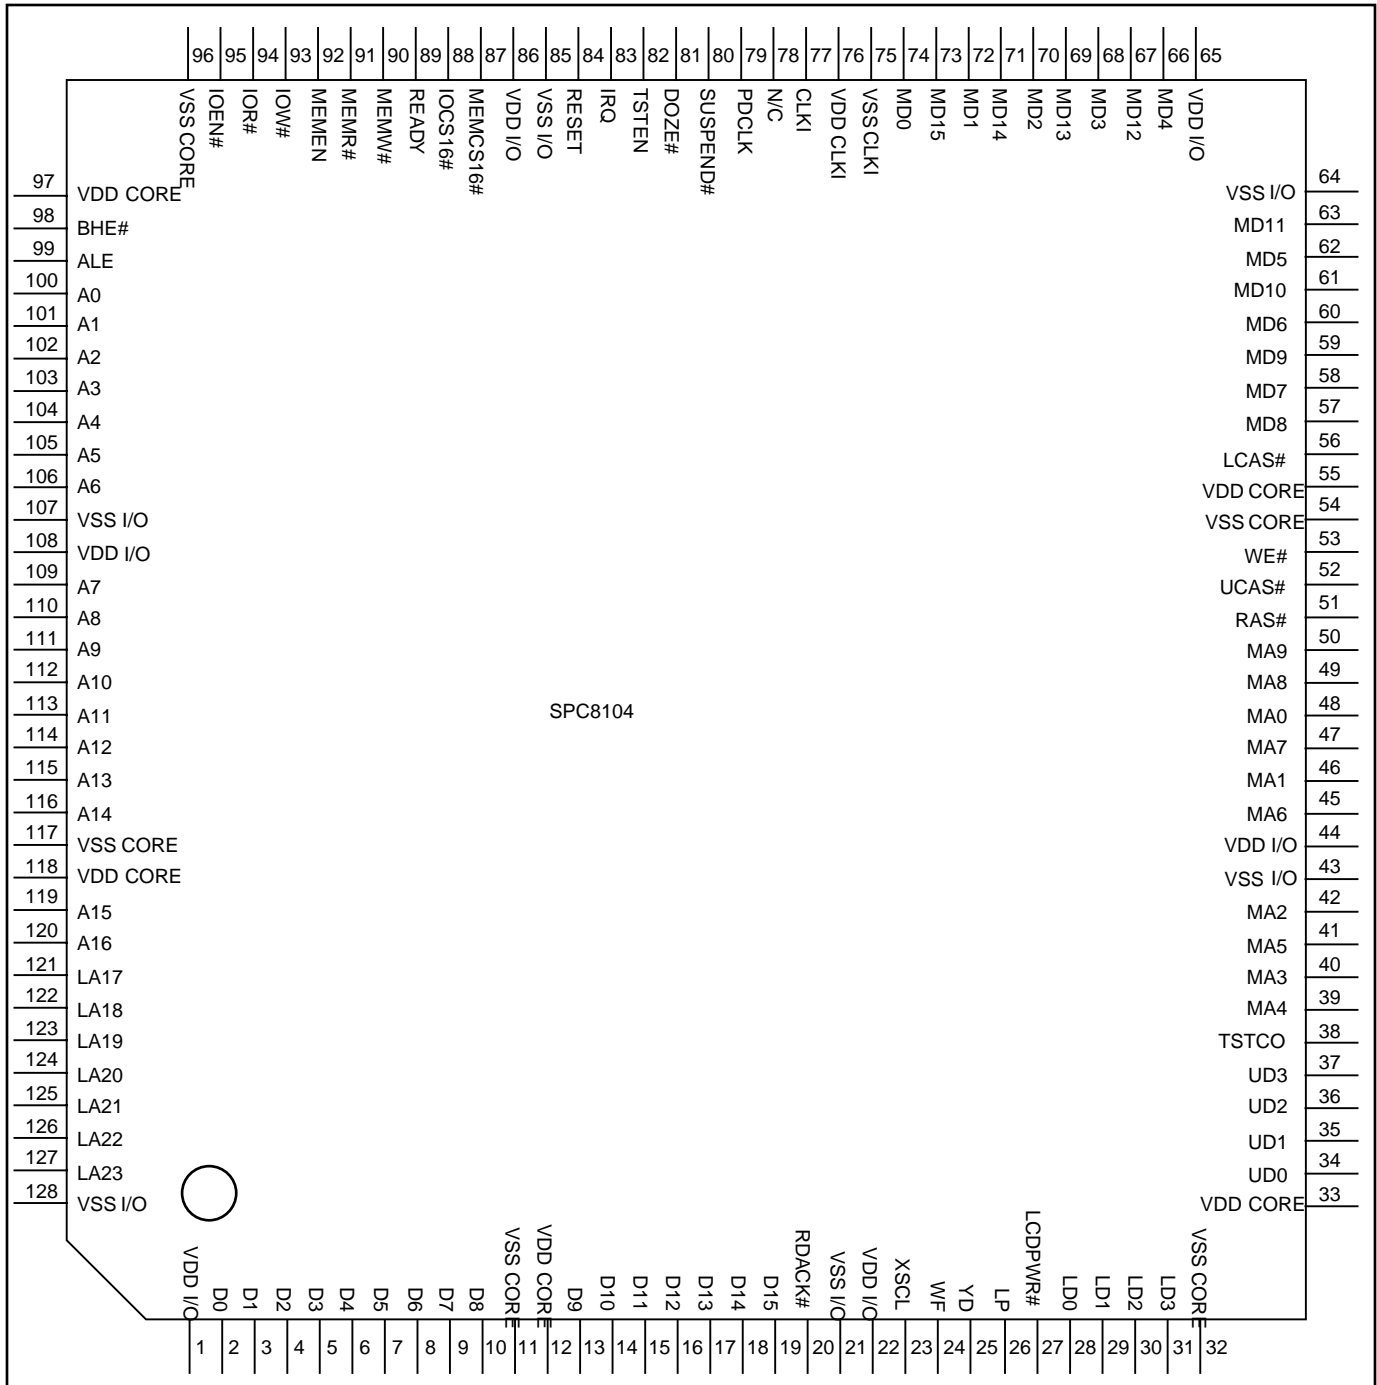 96 95 94 93 92 91 90 89 88 87 86 85 84 83 82 81 80 79 78 77 76 75 74 73 72 71 70 69 68 67 66 65
VSS CORE
IOEN#
IOR#
IOW#
MEMEN
MEMR#
MEMW#
READY
IOCS16#
MEMCS16#
VDD I/O
VSS I/O
RESET
IRQ
TSTEN
DOZE#
SUSPEND#
PDCLK
N/C
CLKI
VDD CLKI
VSS CLKI
MD0
MD15
MD1
MD14
MD2
MD13
MD3
MD12
MD4
VDD I/O
97 VDD CORE
98 BHE#
99 ALE
100 A0
101 A1
102 A2
103 A3
104 A4
105 A5
106 A6
107 VSS I/O
108 VDD I/O
109 A7
110 A8
111 A9
112 A10
113 A11
114 A12
115 A13
116 A14
117 VSS CORE
118 VDD CORE
119 A15
120 A16
121 LA17
122 LA18
123 LA19
124 LA20
125 LA21
126 LA22
127 LA23
128 VSS I/O
SPC8104
VSS I/O 64
MD11 63
MD5 62
MD10 61
MD6 60
MD9 59
MD7 58
MD8 57
LCAS# 56
VDD CORE 55
VSS CORE 54
WE# 53
UCAS# 52
RAS# 51
MA9 50
MA8 49
MA0 48
MA7 47
MA1 46
MA6 45
VDD I/O 44
VSS I/O 43
MA2 42
MA5 41
MA3 40
MA4 39
TSTCO 38
UD3 37
UD2 36
UD1 35
UD0 34
VDD CORE 33
VDD I/O
D0
D1
D2
D3
D4
D5
D6
D7
D8
VSS CORE
VDD CORE
D9
D10
D11
D12
D13
D14
D15
RDACK#
VSS I/O
VDD I/O
XSCL
WF
YD
LP
LCDPWR#
LD0
LD1
LD2
LD3
VSS CORE
1 2 3 4 5 6 7 8 9 10 11 12 13 14 15 16 17 18 19 20 21 22 23 24 25 26 27 28 29 30 31 32